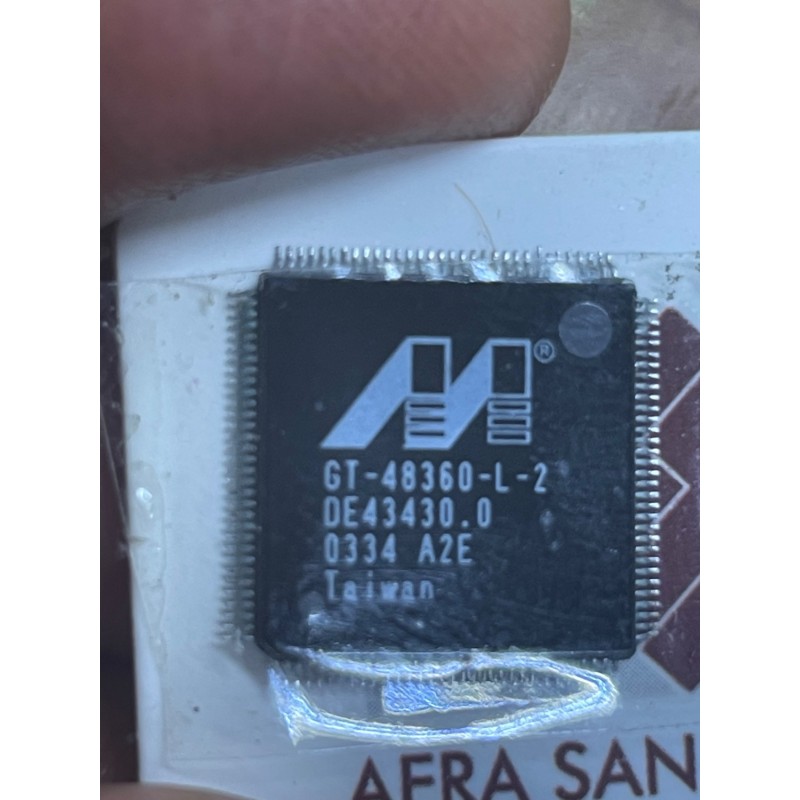 ®
GT-48360-L-2
DE43430.0
0334 A2E
Taiwan
AFRA SAN